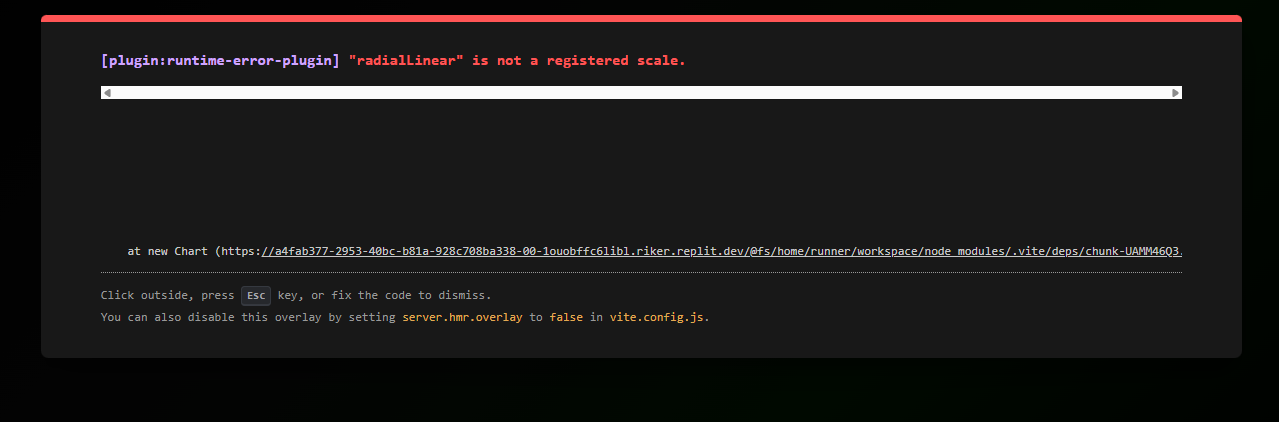 [plugin:runtime-error-plugin] "radialLinear" is not a registered scale.
at new Chart (https://a4fab377-2953-40bc-b81a-928c708ba338-00-1ouobffc6libl.riker.replit.dev/@fs/home/runner/workspace/node_modules/.vite/deps/chunk-UAMM46Q3.
Click outside, press Esc key, or fix the code to dismiss.
You can also disable this overlay by setting server.hmr.overlay to false in vite.config.js.